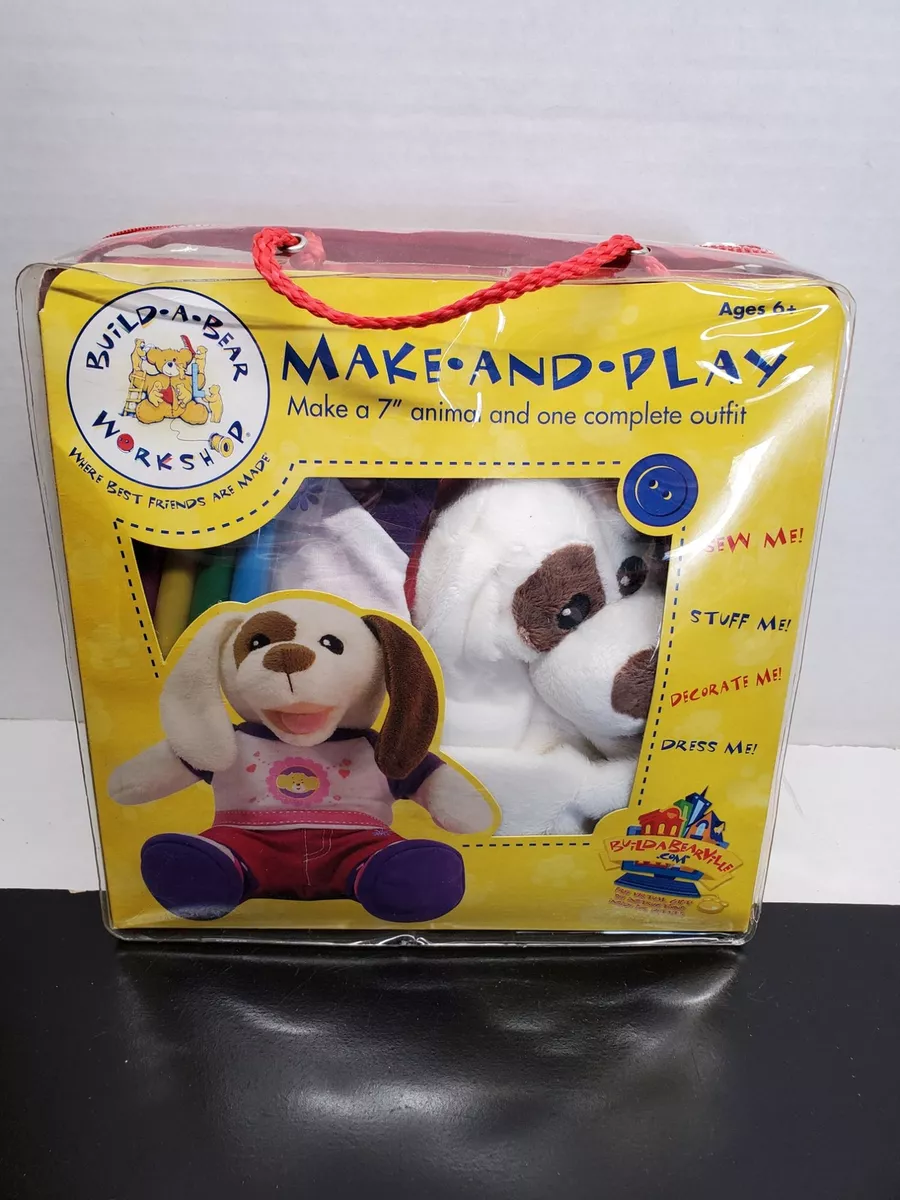 Ages 6+
BUILD•A•BEAR
WORKSHOP®
WHERE BEST FRIENDS ARE MADE
MAKE•AND•PLAY
Make a 7" animal and one complete outfit
SEW ME!
STUFF ME!
DECORATE ME!
DRESS ME!
BUILDABEARVILLE
.COM